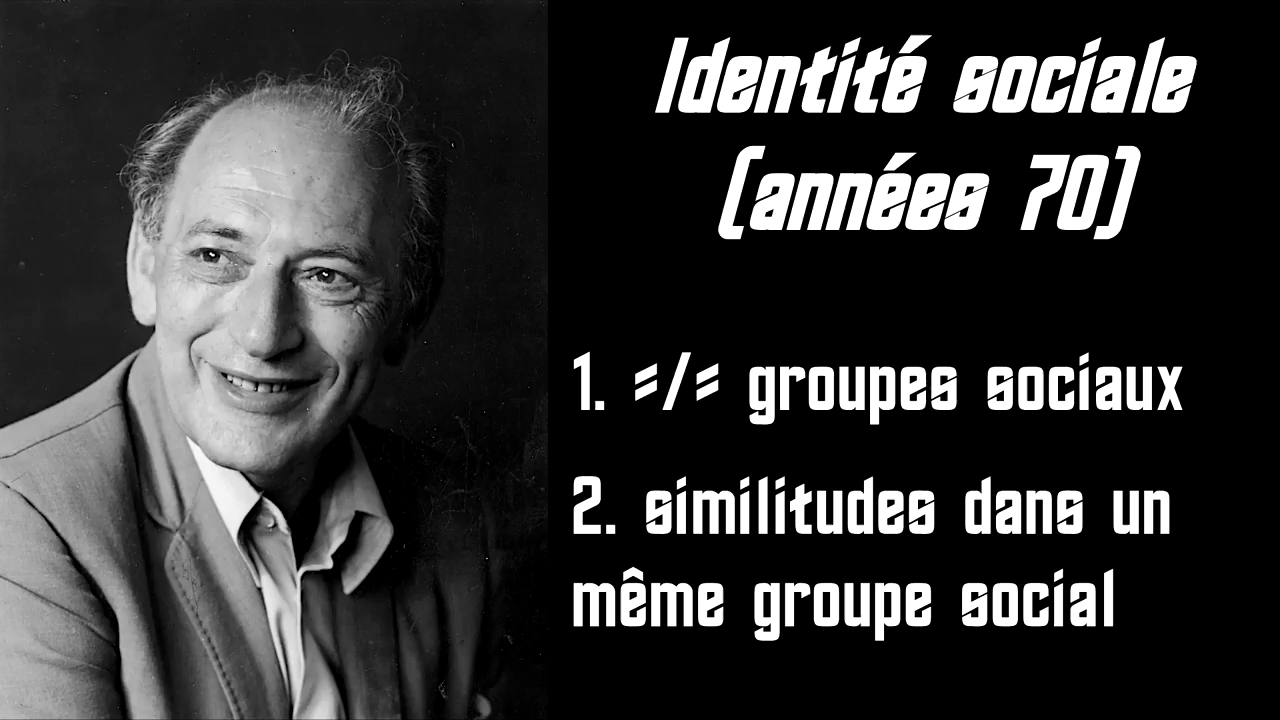 Identité sociale
(années 70)
1. =/= groupes sociaux
2. similitudes dans un
même groupe social